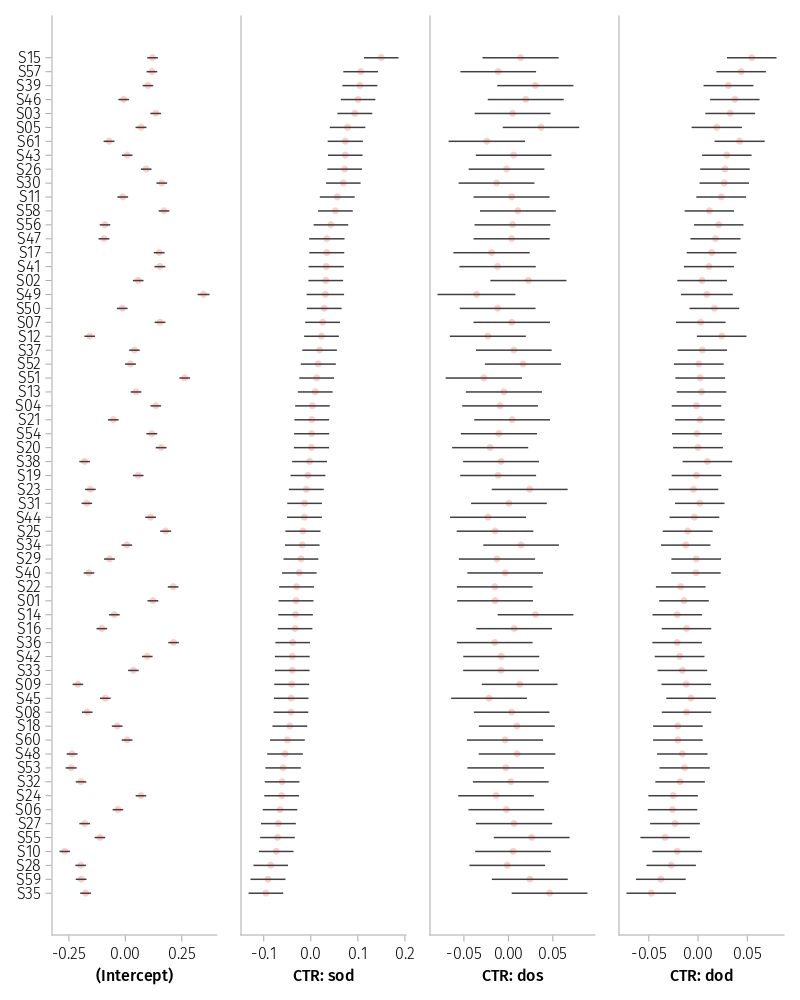 S15
S57
S39
S46
S03
S05
S61
S43
S26
S30
S11
S58
S56
S47
S17
S41
S02
S49
S50
S07
S12
S37
S52
S51
S13
S04
S21
S54
S20
S38
S19
S23
S31
S44
S25
S34
S29
S40
S22
S01
S14
S16
S36
S42
S33
S09
S45
S08
S18
S60
S48
S53
S32
S24
S06
S27
S55
S10
S28
S59
S35
-0.25 0.00 0.25 -0.1 0.0 0.1 0.2 -0.05 0.00 0.05 -0.05 0.00 0.05
(Intercept) CTR: sod CTR: dos CTR: dod